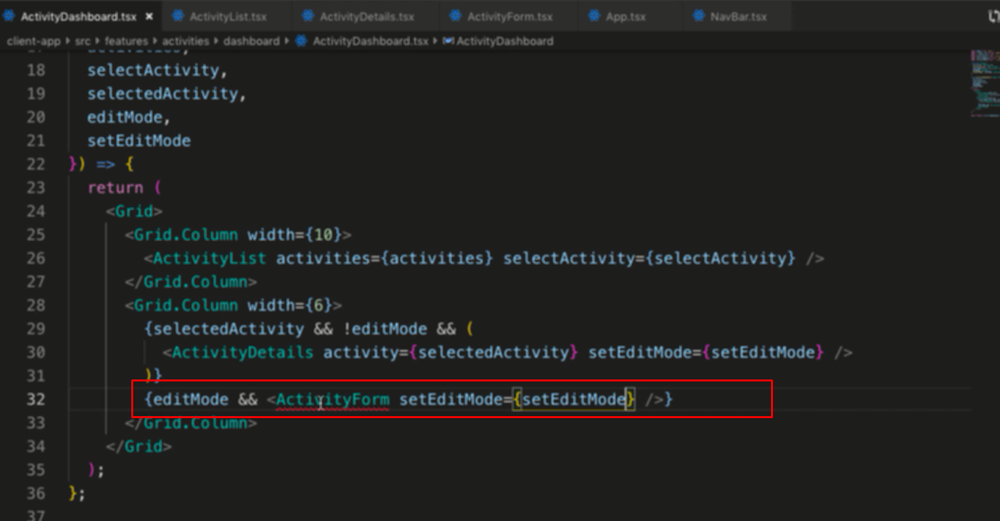 ActivityDashboard.tsx × ActivityList.tsx ActivityDetails.tsx ActivityForm.tsx App.tsx NavBar.tsx
client-app › src › features › activities › dashboard › ActivityDashboard.tsx › ActivityDashboard
17 activities,
18 selectActivity,
19 selectedActivity,
20 editMode,
21 setEditMode
22 }) => {
23 return (
24 <Grid>
25 <Grid.Column width={10}>
26 <ActivityList activities={activities} selectActivity={selectActivity} />
27 </Grid.Column>
28 <Grid.Column width={6}>
29 {selectedActivity && !editMode && (
30 <ActivityDetails activity={selectedActivity} setEditMode={setEditMode} />
31 )}
32 {editMode && <ActivityForm setEditMode={setEditMode} />}
33 </Grid.Column>
34 </Grid>
35 );
36 };
37